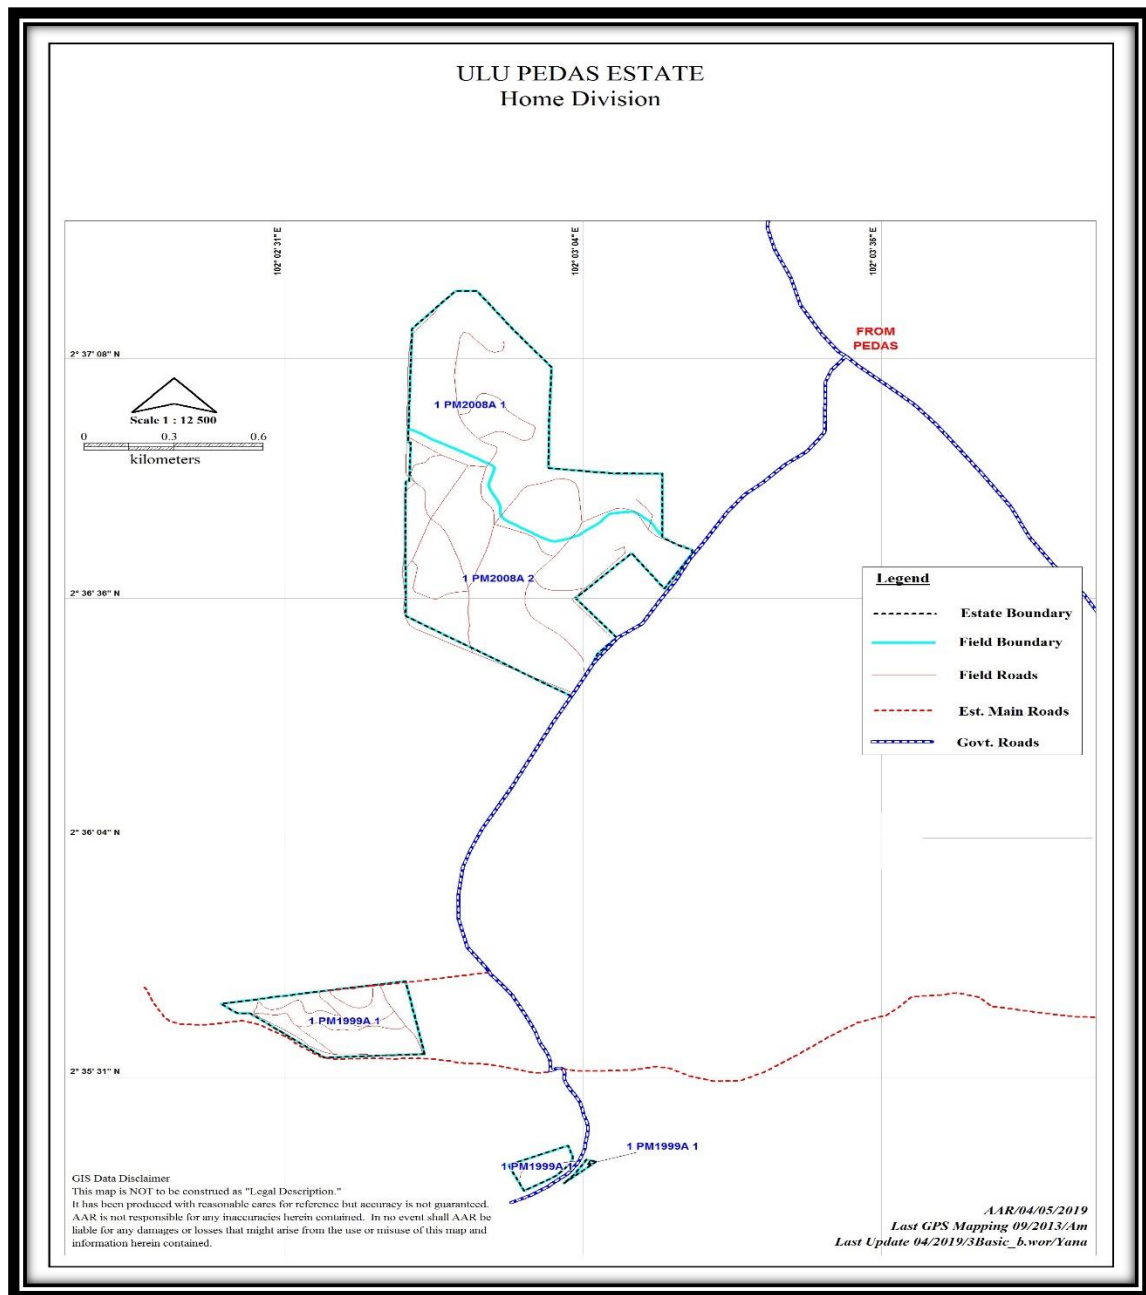 ULU PEDAS ESTATE
Home Division
102° 02' 31" E
102° 03' 04" E
102° 03' 36" E
FROM
PEDAS
2° 37' 08" N
1 PM2008A 1
Scale 1 : 12 500
0 0.3 0.6
kilometers
1 PM2008A 2
2° 36' 36" N
Legend
Estate Boundary
Field Boundary
Field Roads
Est. Main Roads
Govt. Roads
2° 36' 04" N
1 PM1999A 1
2° 35' 31" N
1 PM1999A 1
1 PM1999A 1
GIS Data Disclaimer
This map is NOT to be construed as "Legal Description."
It has been produced with reasonable cares for reference but accuracy is not guaranteed.
AAR is not responsible for any inaccuracies herein contained. In no event shall AAR be
liable for any damages or losses that might arise from the use or misuse of this map and
information herein contained.
AAR/04/05/2019
Last GPS Mapping 09/2013/Am
Last Update 04/2019/3Basic_b.wor/Yana